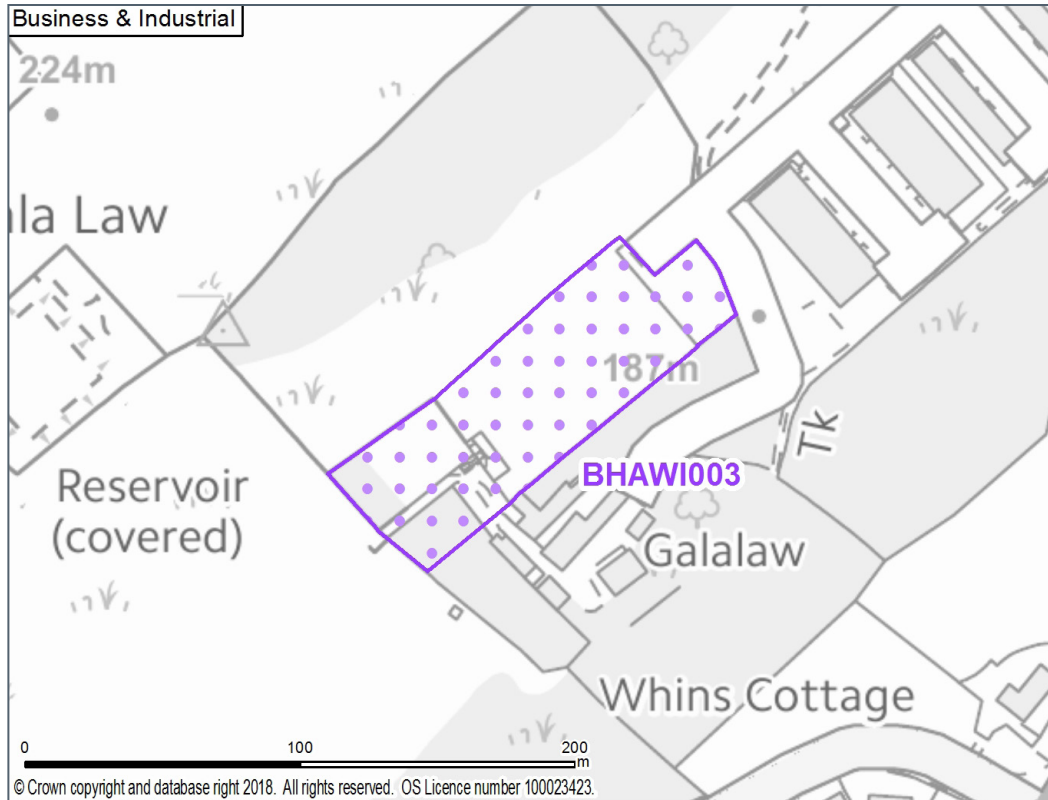 Business & Industrial
224m
ala Law
187m
Tk
BHAWI003
Reservoir
(covered)
Galalaw
Whins Cottage
0 100 200
m
© Crown copyright and database right 2018. All rights reserved. OS Licence number 100023423.